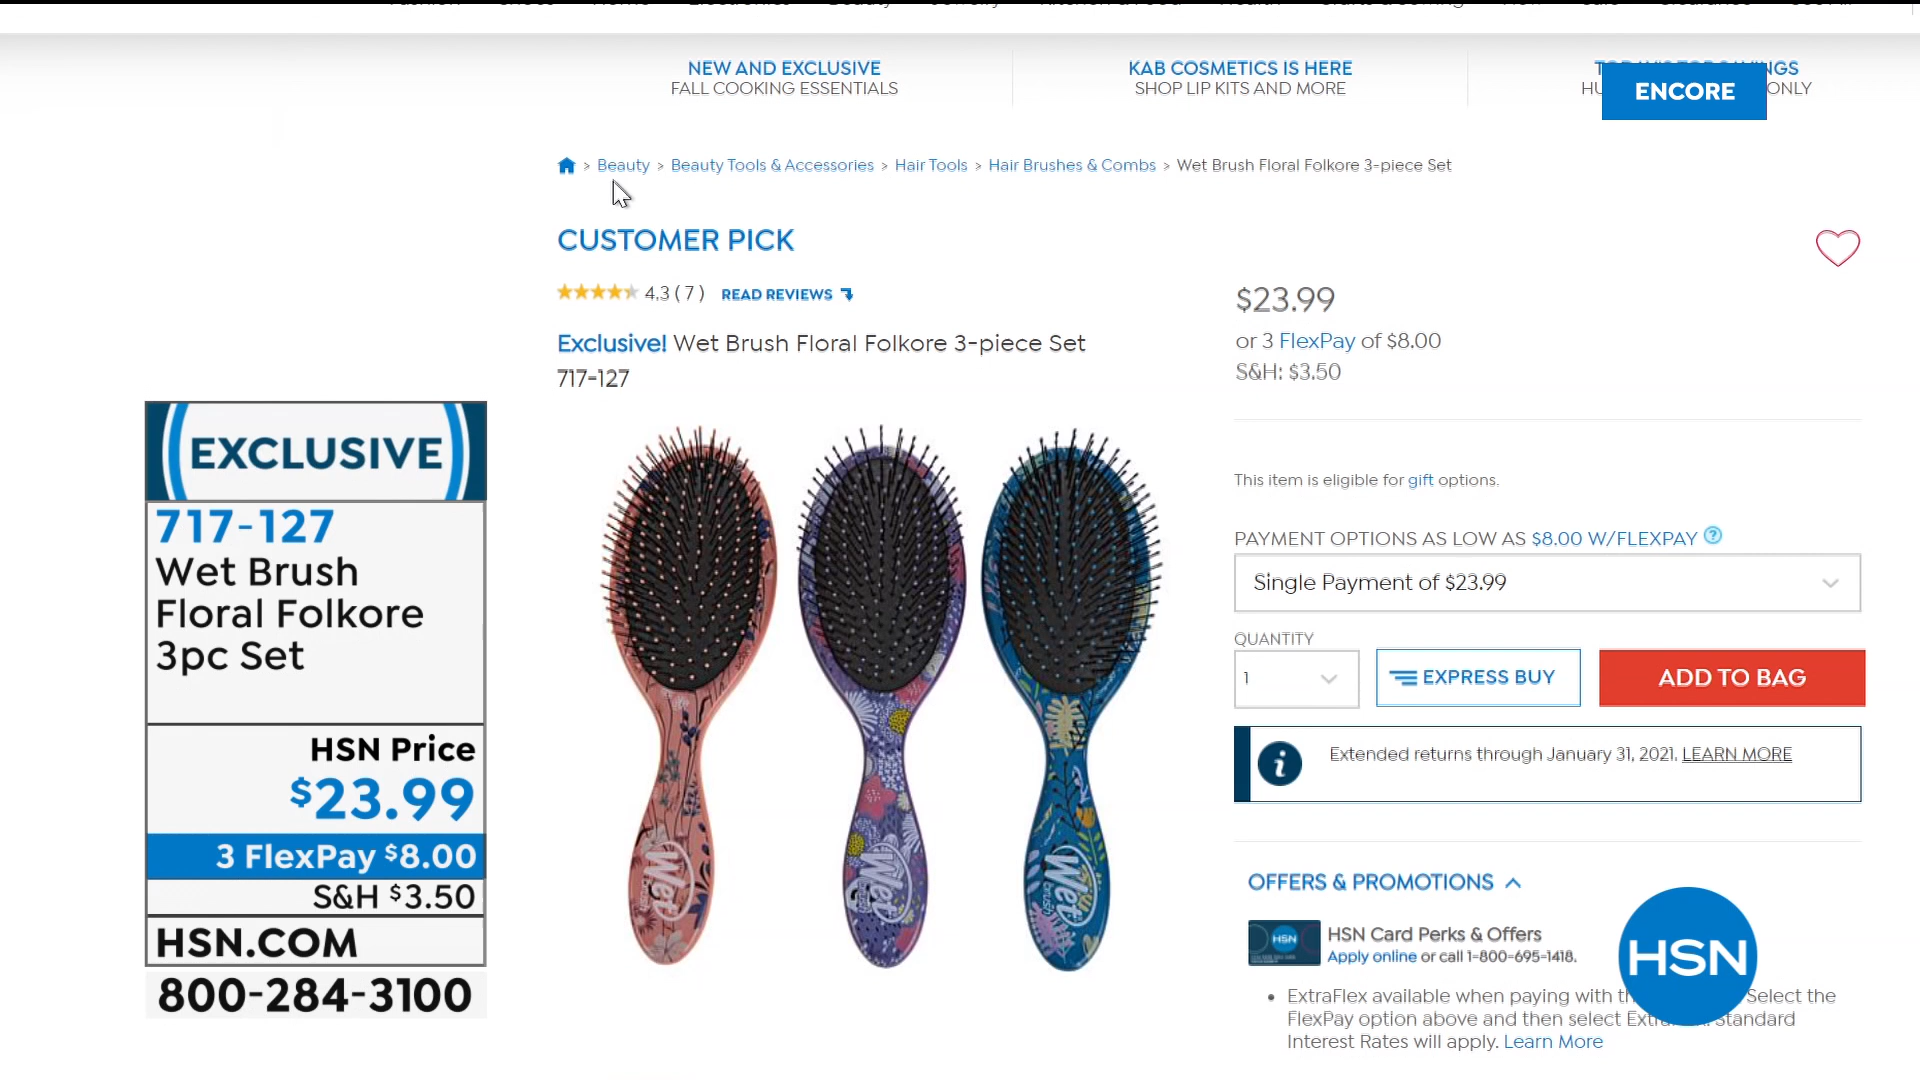 NEW AND EXCLUSIVE
FALL COOKING ESSENTIALS
KAB COSMETICS IS HERE
SHOP LIP KITS AND MORE
ONLY
ENCORE
> Beauty > Beauty Tools & Accessories > Hair Tools > Hair Brushes & Combs > Wet Brush Floral Folkore 3-piece Set
CUSTOMER PICK
4.3 ( 7 ) READ REVIEWS
Exclusive! Wet Brush Floral Folkore 3-piece Set
717-127
$23.99
or 3 FlexPay of $8.00
S&H: $3.50
This item is eligible for gift options.
PAYMENT OPTIONS AS LOW AS $8.00 W/FLEXPAY ?
Single Payment of $23.99
QUANTITY
1
EXPRESS BUY
ADD TO BAG
i Extended returns through January 31, 2021. LEARN MORE
OFFERS & PROMOTIONS
HSN
HSN Card Perks & Offers
Apply online or call 1-800-695-1418.
• ExtraFlex available when paying with Select the
FlexPay option above and then select Standard
Interest Rates will apply. Learn More
HSN
EXCLUSIVE
717-127
Wet Brush
Floral Folkore
3pc Set
HSN Price
$23.99
3 FlexPay $8.00
S&H $3.50
HSN.COM
800-284-3100
Wet brush
Wet brush
Wet brush